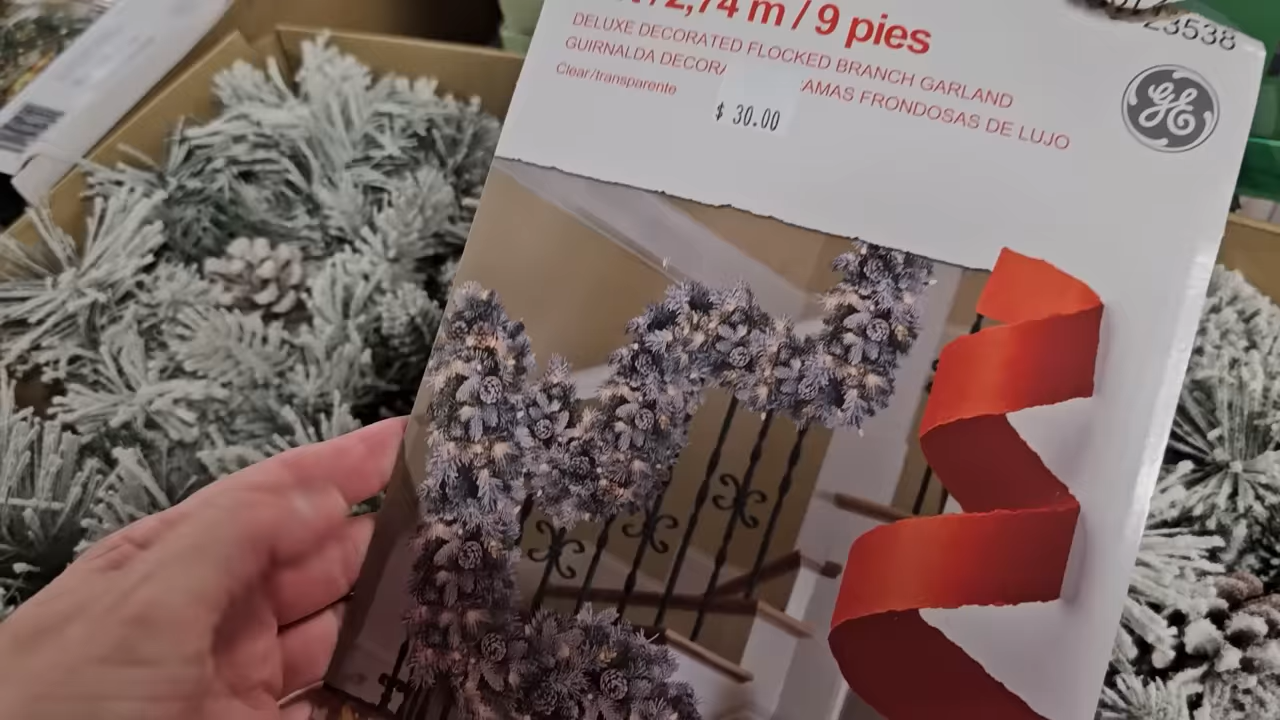 2,74 m / 9 pies
23538
DELUXE DECORATED FLOCKED BRANCH GARLAND
GUIRNALDA DECORA AMAS FRONDOSAS DE LUJO
Clear/transparente
$ 30.00
GE